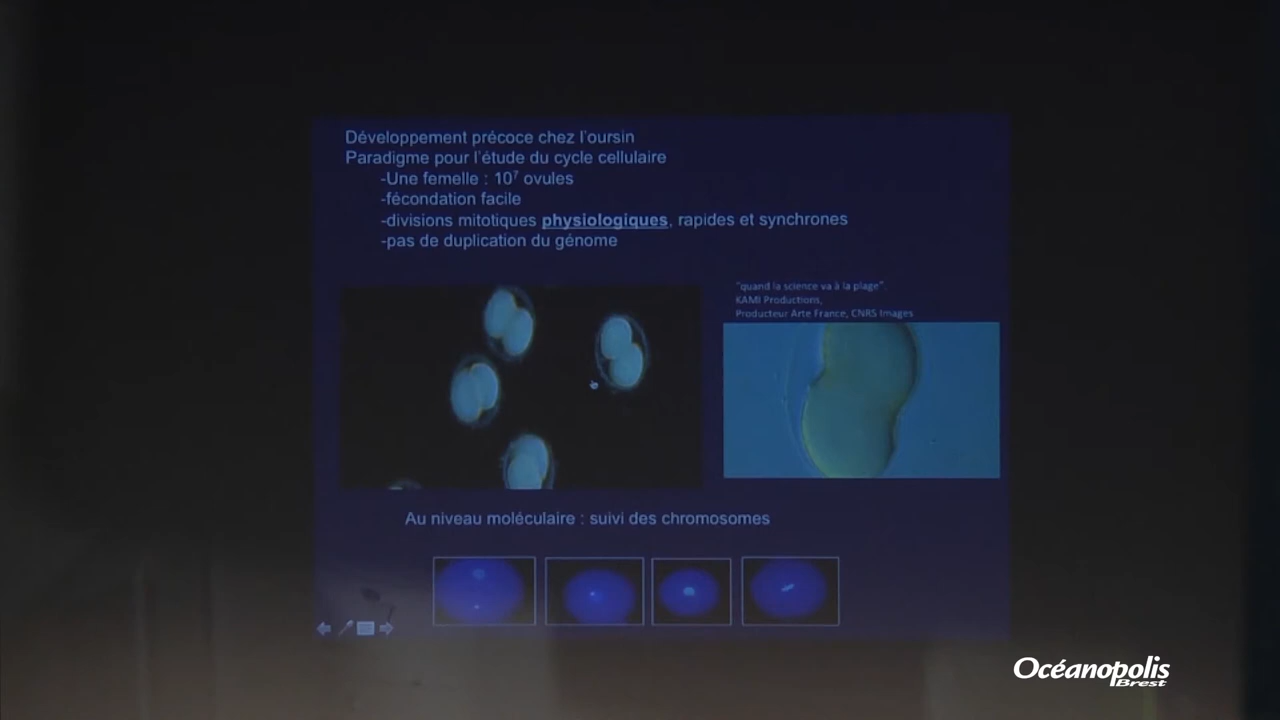 Développement précoce chez l'oursin
Paradigme pour l'étude du cycle cellulaire
-Une femelle : 10⁷ ovules
-fécondation facile
-divisions mitotiques physiologiques, rapides et synchrones
-pas de duplication du génome
"quand la science va à la plage".
KAMI Productions,
Producteur Arte France, CNRS Images
Au niveau moléculaire : suivi des chromosomes
Océanopolis
Brest